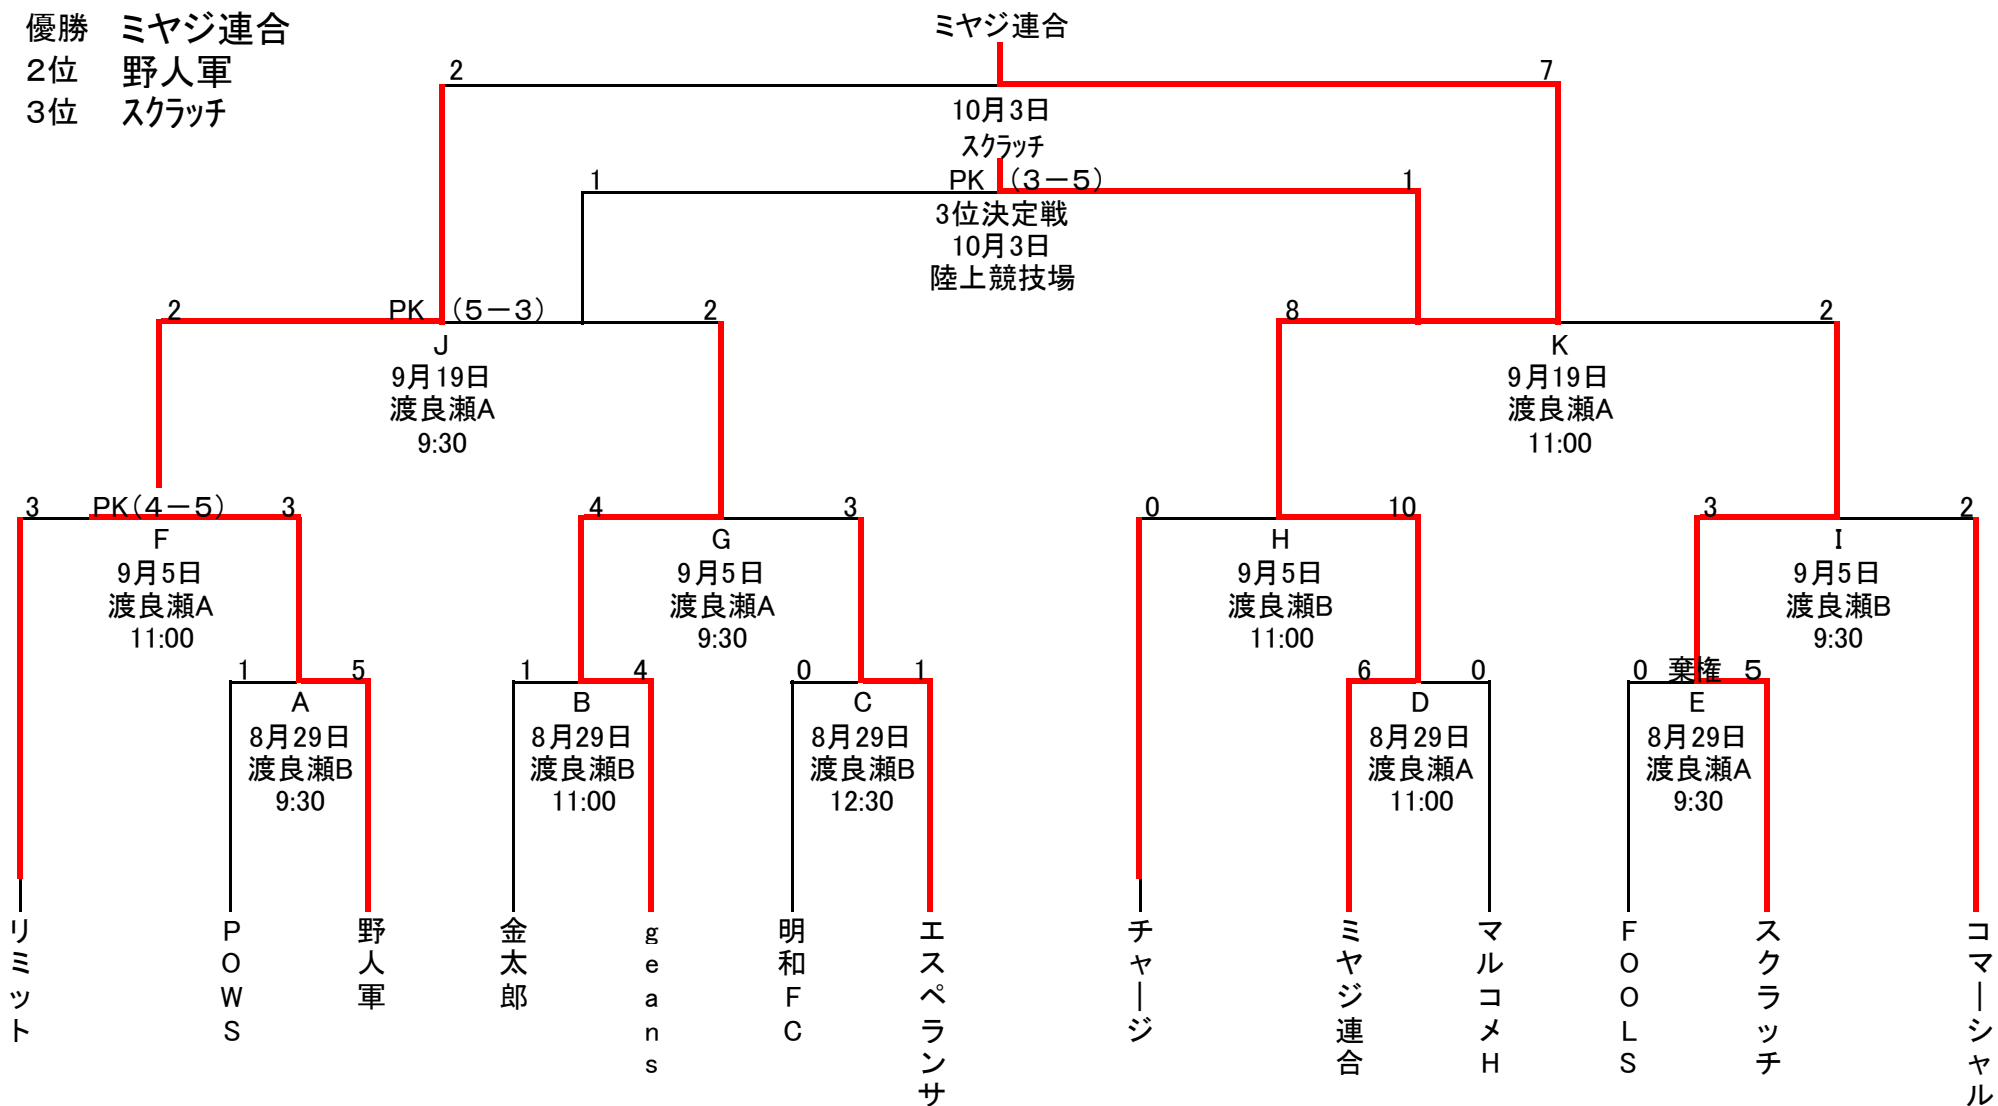 優勝 ミヤジ連合
2位 野人軍
3位 スクラッチ
ミヤジ連合
2 7
10月3日
スクラッチ
1 PK (3-5) 1
3位決定戦
10月3日
陸上競技場
2 PK (5-3) 2
8 2
J
9月19日
渡良瀬A
9:30
K
9月19日
渡良瀬A
11:00
3 PK(4-5) 3
F
9月5日
渡良瀬A
11:00
4 3
G
9月5日
渡良瀬A
9:30
0 10
H
9月5日
渡良瀬B
11:00
3 2
I
9月5日
渡良瀬B
9:30
1 5
A
8月29日
渡良瀬B
9:30
1 4
B
8月29日
渡良瀬B
11:00
0 1
C
8月29日
渡良瀬B
12:30
6 0
D
8月29日
渡良瀬A
11:00
0 棄権 5
E
8月29日
渡良瀬A
9:30
リミット
POWS
野人軍
金太郎
geans
明和FC
エスペランサ
チャージ
ミヤジ連合
マルコメH
FOOLS
スクラッチ
コマーシャル